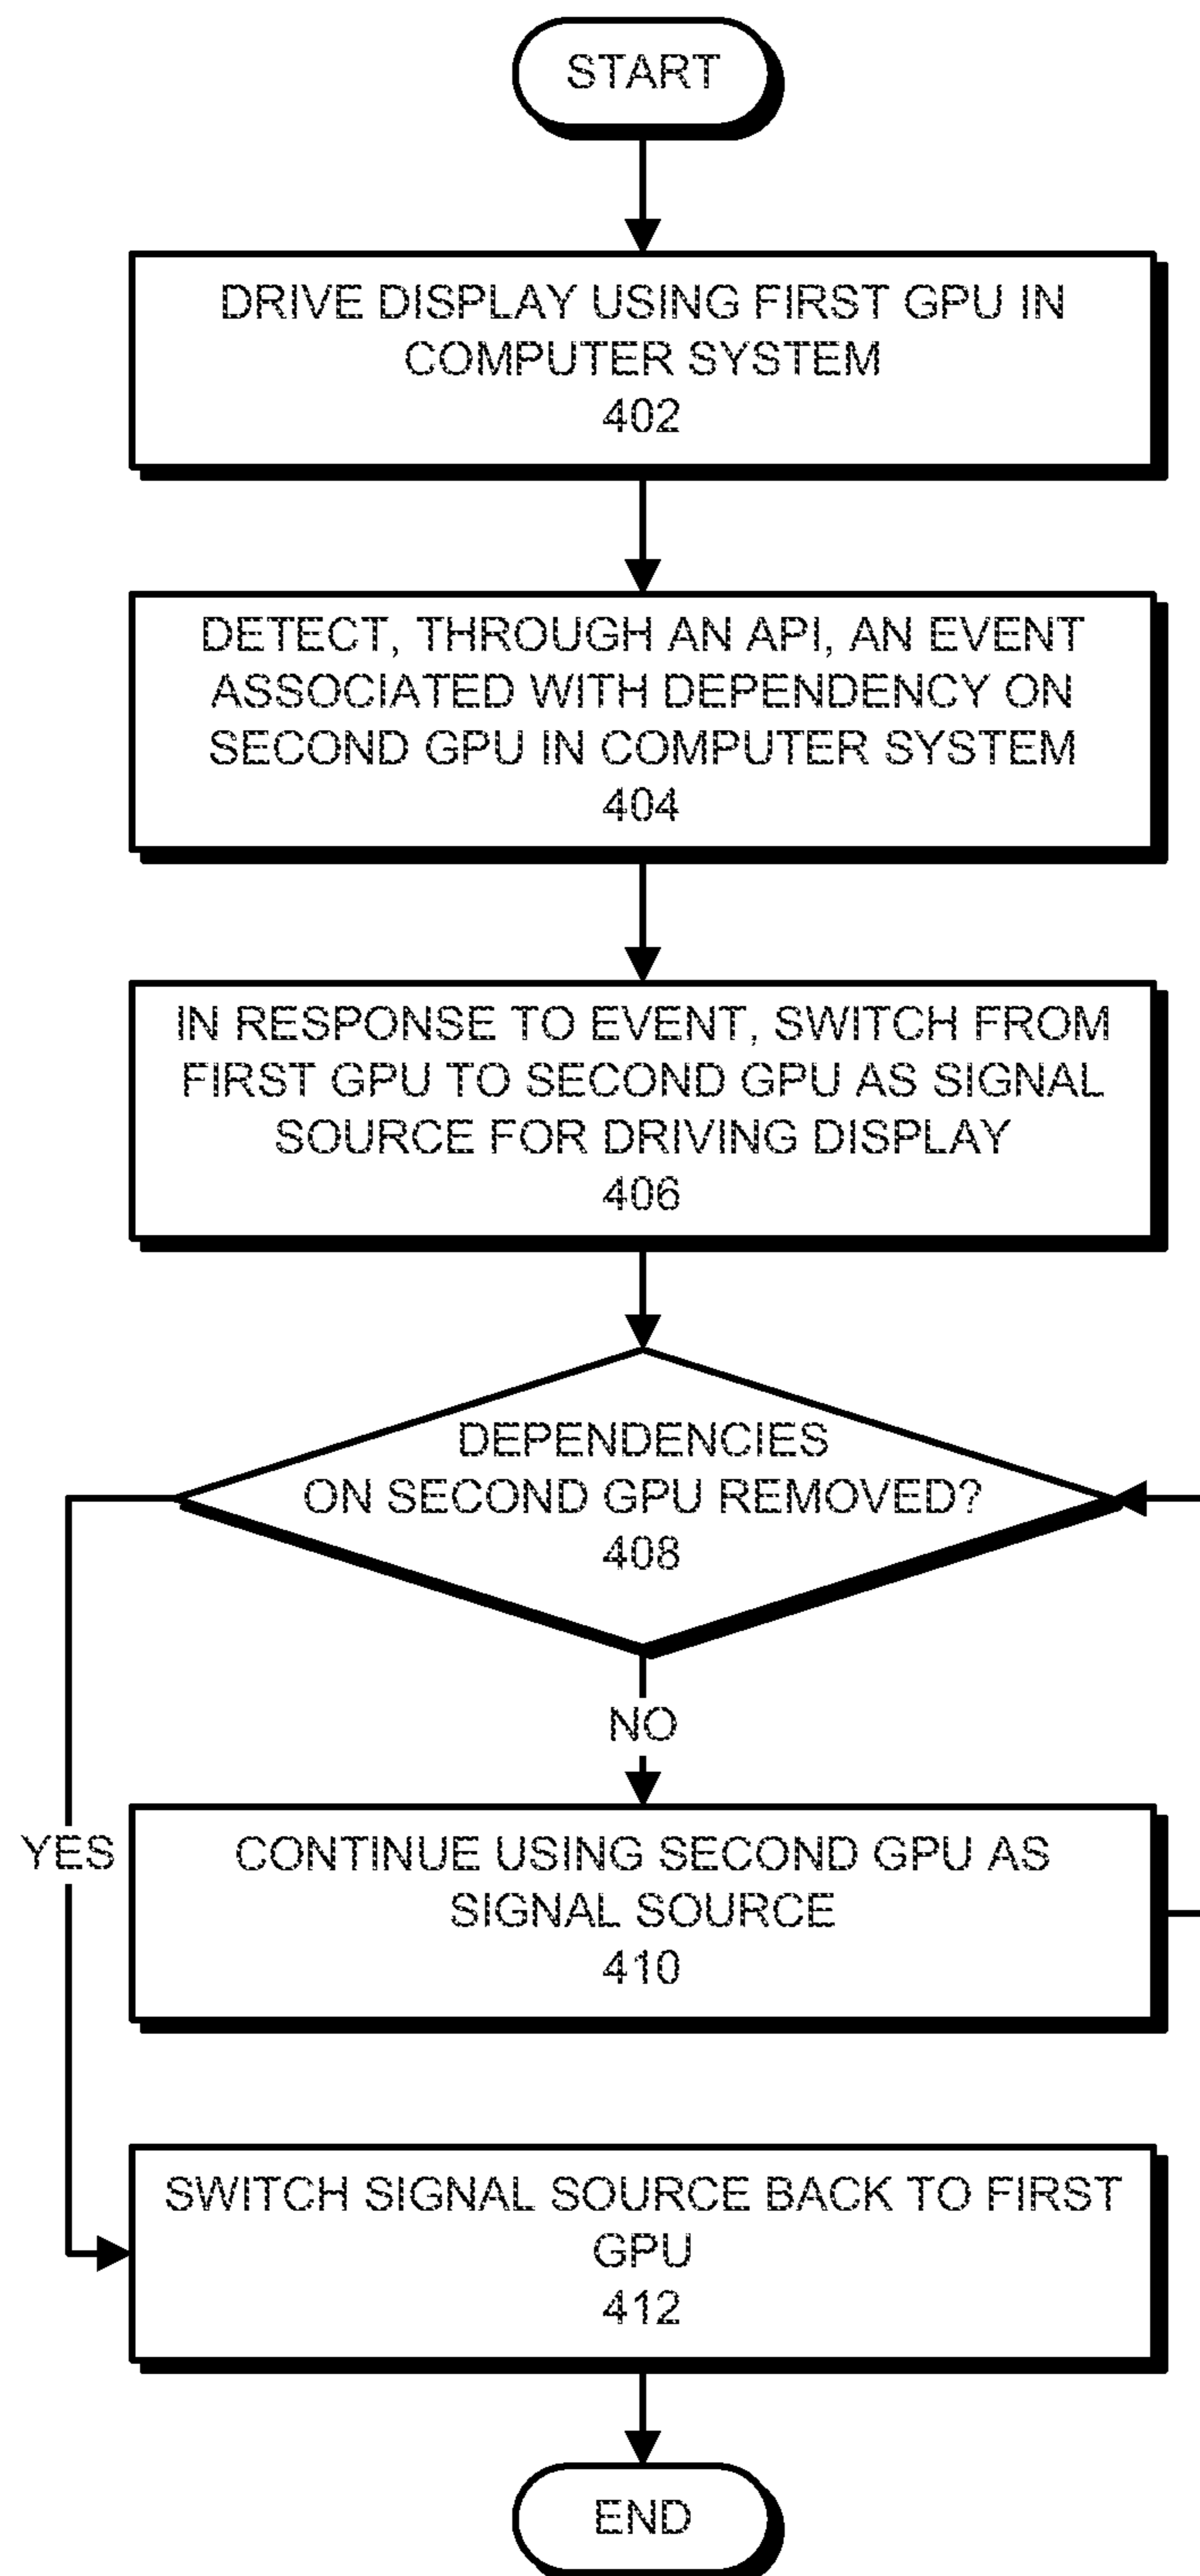 START
DRIVE DISPLAY USING FIRST GPU IN
COMPUTER SYSTEM
402
DETECT, THROUGH AN API, AN EVENT
ASSOCIATED WITH DEPENDENCY ON
SECOND GPU IN COMPUTER SYSTEM
404
IN RESPONSE TO EVENT, SWITCH FROM
FIRST GPU TO SECOND GPU AS SIGNAL
SOURCE FOR DRIVING DISPLAY
406
DEPENDENCIES
ON SECOND GPU REMOVED?
408
NO
YES
CONTINUE USING SECOND GPU AS
SIGNAL SOURCE
410
SWITCH SIGNAL SOURCE BACK TO FIRST
GPU
412
END